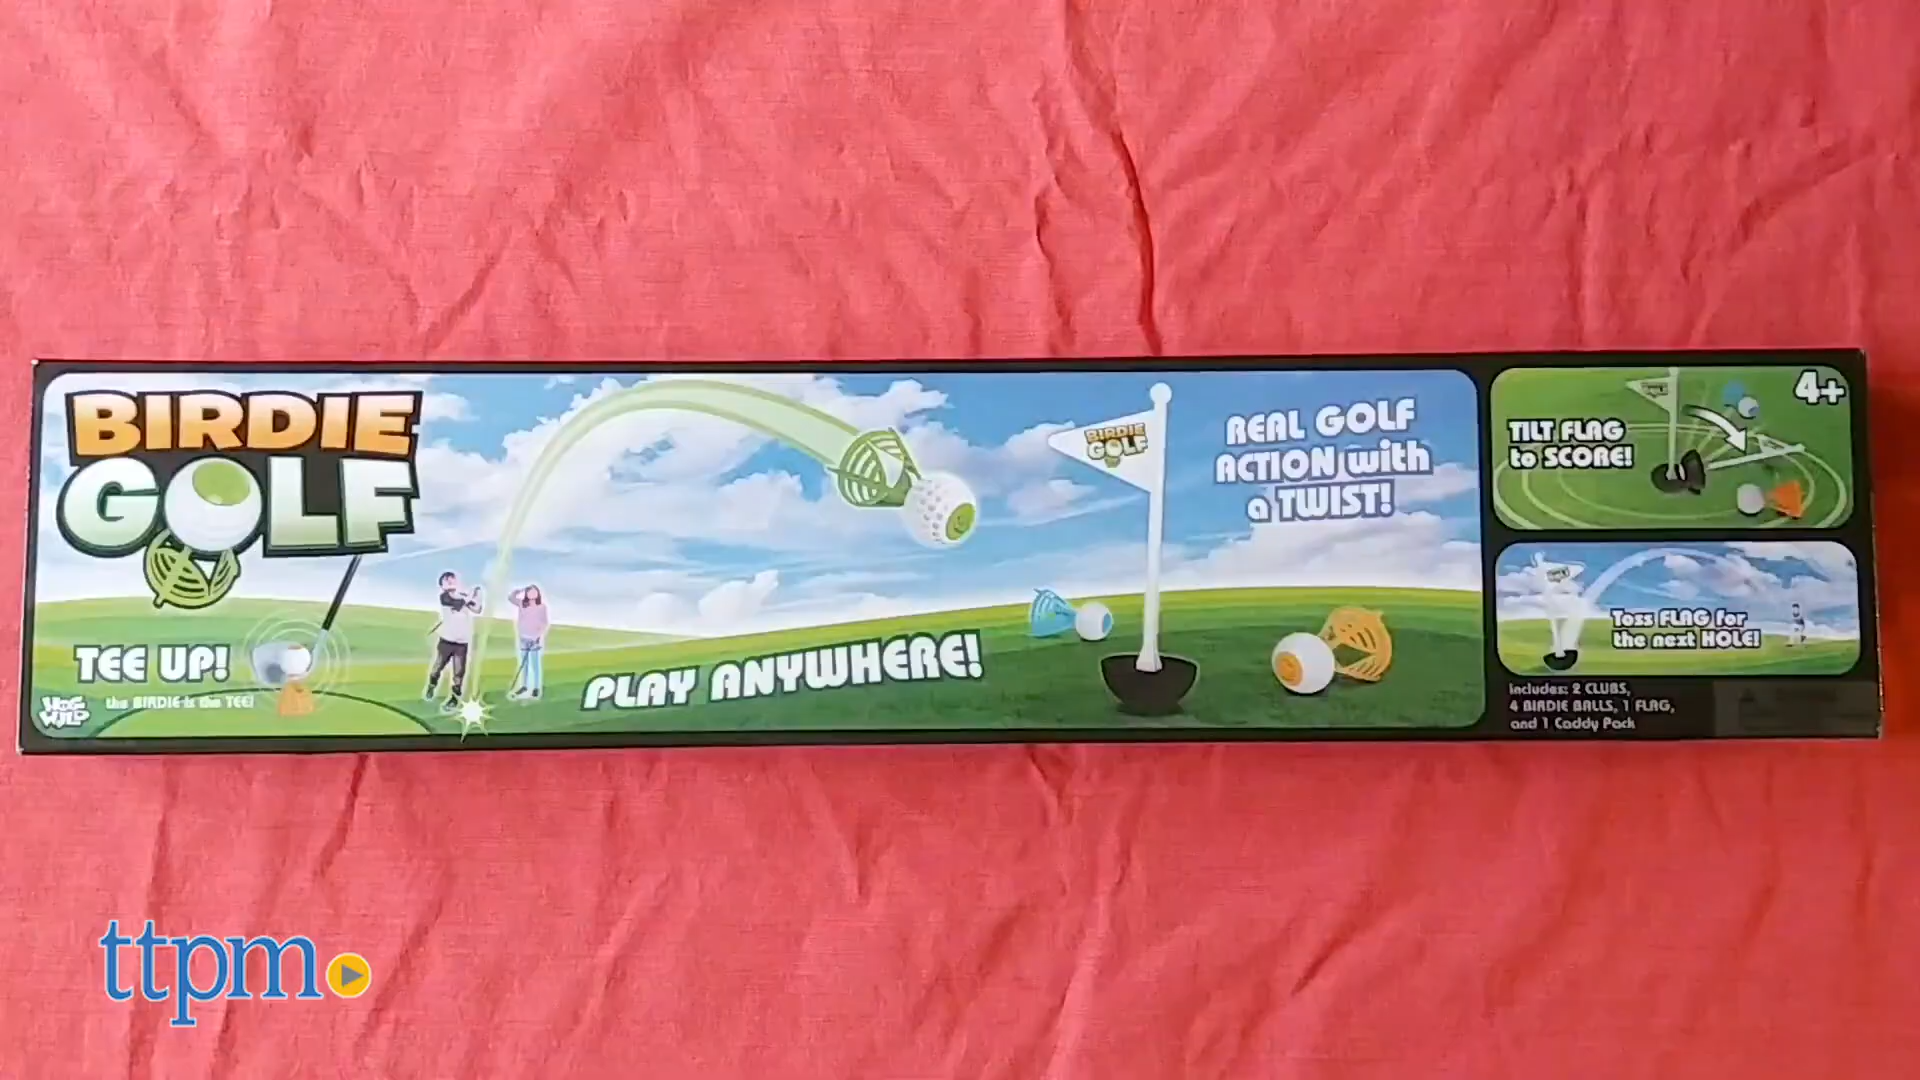 BIRDIE
GOLF
TEE UP!
the BIRDIE is the TEE!
HOG
WILD
PLAY ANYWHERE!
BIRDIE
GOLF
REAL GOLF
ACTION with
a TWIST!
4+
TILT FLAG
to SCORE!
Toss FLAG for
the next HOLE!
Includes: 2 CLUBS,
4 BIRDIE BALLS, 1 FLAG,
and 1 Caddy Pack
ttpm